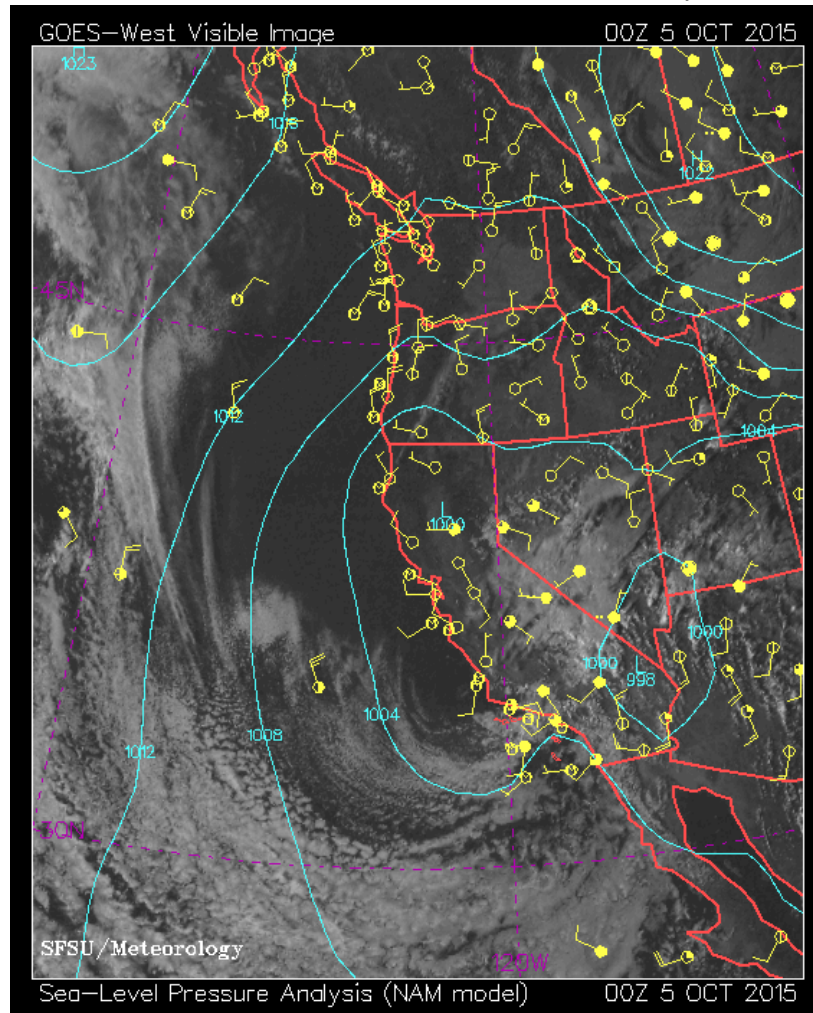 GOES-West Visible Image 00Z 5 OCT 2015
H
1023
1016
H
1022
45N
1012
1004
L
1000
1000
1000
L
998
1004
1008
1012
30N
SFSU/Meteorology
120W
Sea-Level Pressure Analysis (NAM model) 00Z 5 OCT 2015